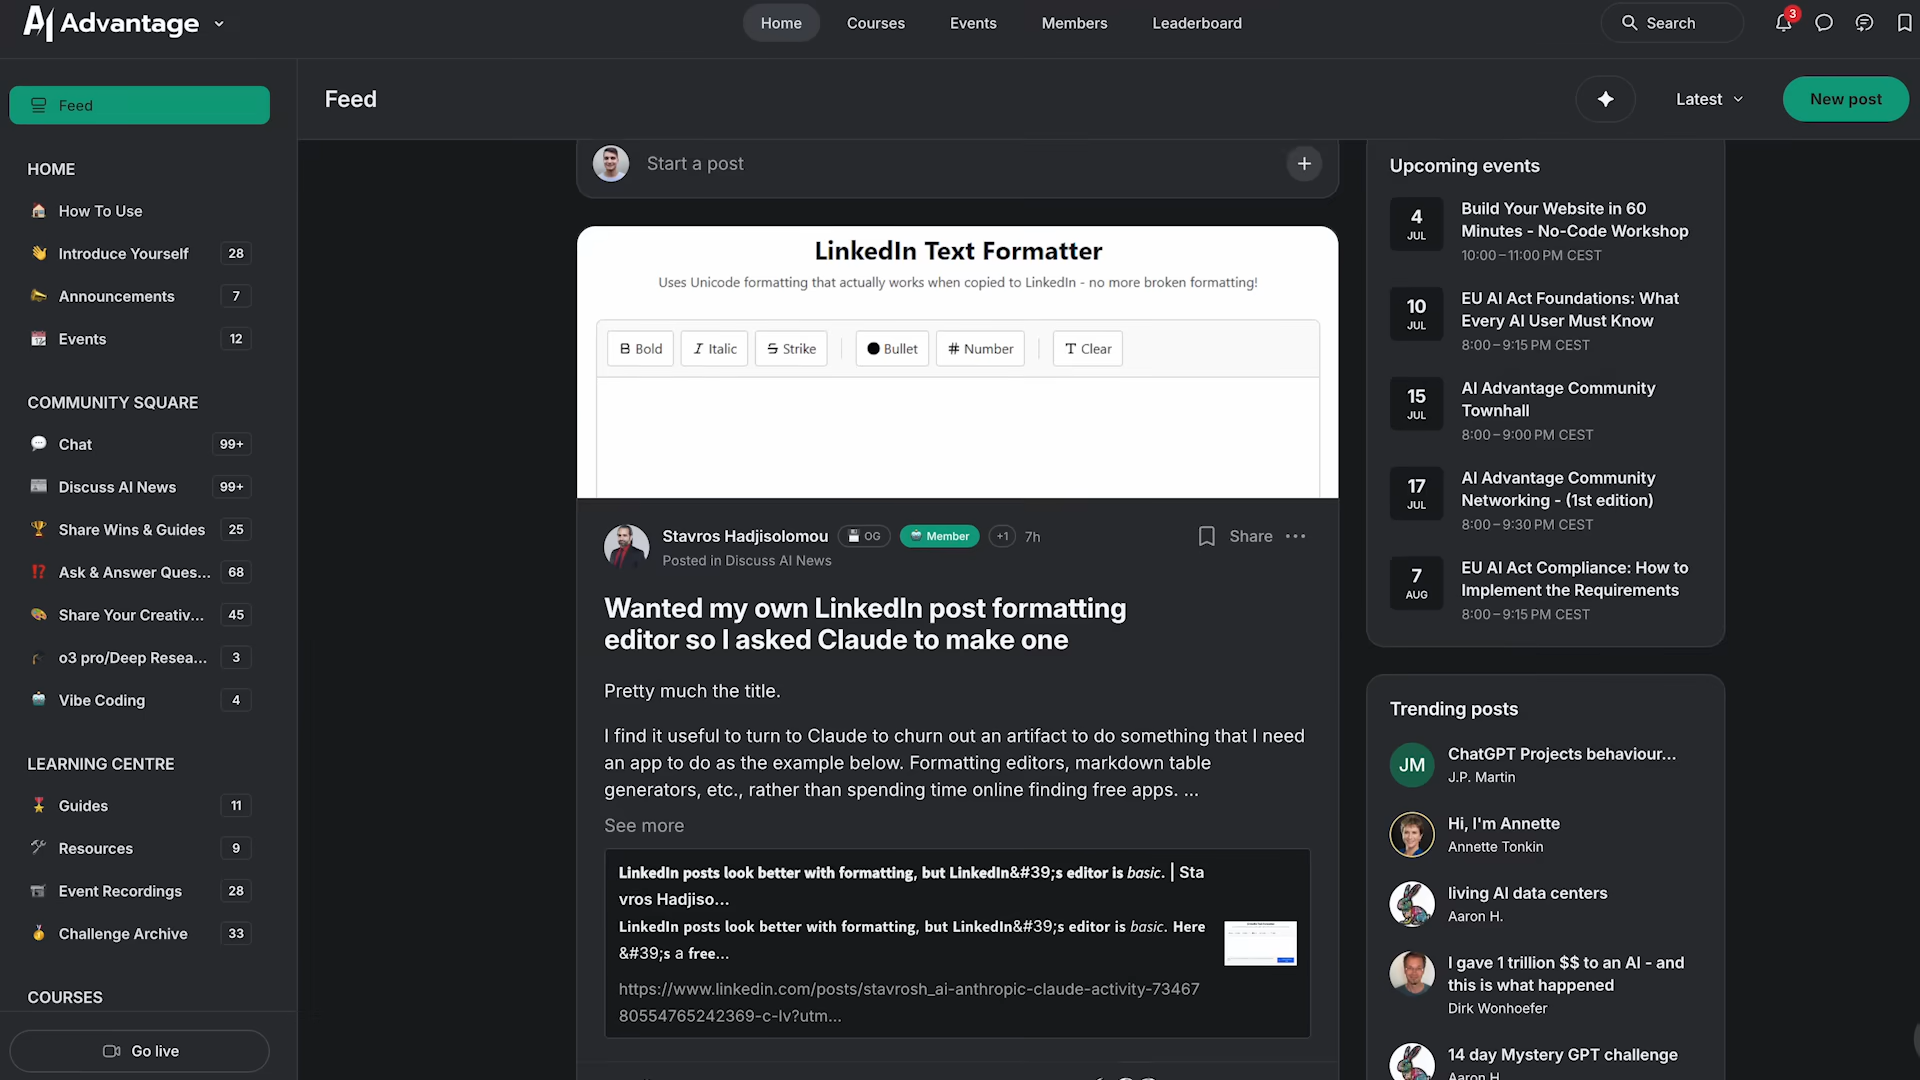 AI Advantage
Home
Courses
Events
Members
Leaderboard
Search
3
Feed
HOME
How To Use
Introduce Yourself 28
Announcements 7
Events 12
COMMUNITY SQUARE
Chat 99+
Discuss AI News 99+
Share Wins & Guides 25
Ask & Answer Ques... 68
Share Your Creativ... 45
o3 pro/Deep Resea... 3
Vibe Coding 4
LEARNING CENTRE
Guides 11
Resources 9
Event Recordings 28
Challenge Archive 33
COURSES
Go live
Feed
Latest
New post
Start a post
LinkedIn Text Formatter
Uses Unicode formatting that actually works when copied to LinkedIn - no more broken formatting!
B Bold
I Italic
S Strike
Bullet
# Number
T Clear
Stavros Hadjisolomou OG Member +1 7h
Share
Posted in Discuss AI News
Wanted my own LinkedIn post formatting
editor so I asked Claude to make one
Pretty much the title.
I find it useful to turn to Claude to churn out an artifact to do something that I need
an app to do as the example below. Formatting editors, markdown table
generators, etc., rather than spending time online finding free apps. ...
See more
LinkedIn posts look better with formatting, but LinkedIn&#39;s editor is basic. | Sta
vros Hadjiso...
LinkedIn posts look better with formatting, but LinkedIn&#39;s editor is basic. Here
&#39;s a free...
https://www.linkedin.com/posts/stavrosh_ai-anthropic-claude-activity-73467
80554765242369-c-lv?utm...
Upcoming events
4
JUL
Build Your Website in 60
Minutes - No-Code Workshop
10:00 – 11:00 PM CEST
10
JUL
EU AI Act Foundations: What
Every AI User Must Know
8:00 – 9:15 PM CEST
15
JUL
AI Advantage Community
Townhall
8:00 – 9:00 PM CEST
17
JUL
AI Advantage Community
Networking - (1st edition)
8:00 – 9:30 PM CEST
7
AUG
EU AI Act Compliance: How to
Implement the Requirements
8:00 – 9:15 PM CEST
Trending posts
JM
ChatGPT Projects behaviour...
J.P. Martin
Hi, I'm Annette
Annette Tonkin
living AI data centers
Aaron H.
I gave 1 trillion $$ to an AI - and
this is what happened
Dirk Wonhoefer
14 day Mystery GPT challenge
Aaron H.